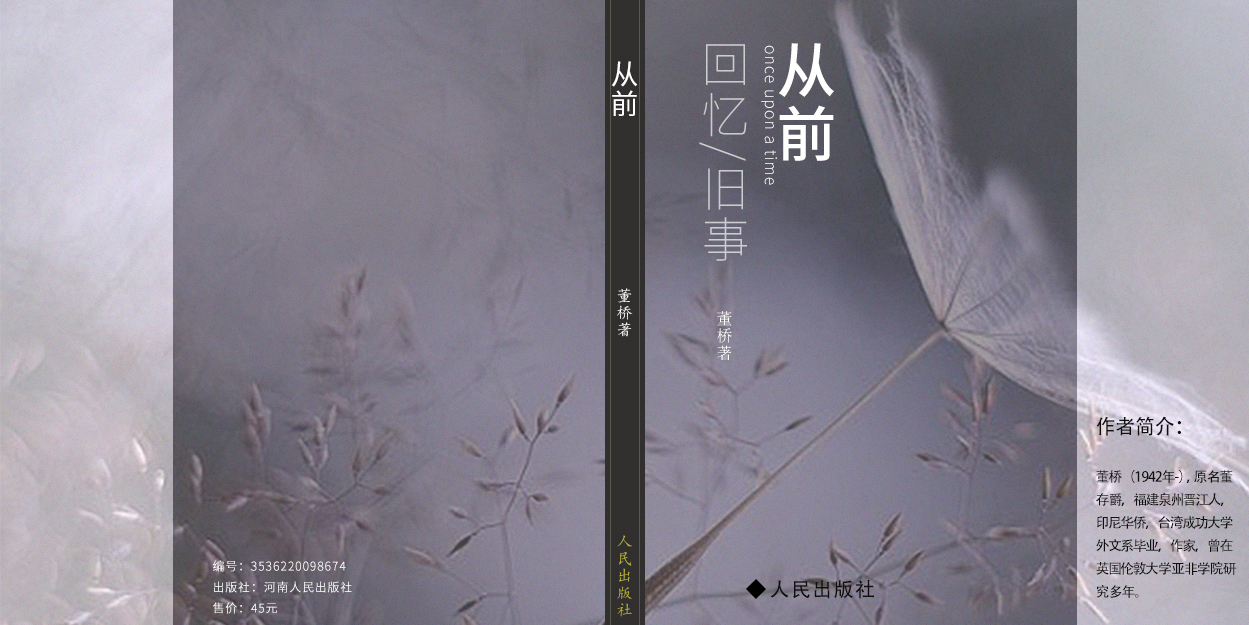 编号：3536220098674
出版社：河南人民出版社
售价：45元
从前
董桥著
人民出版社
从前
once upon a time
回忆/旧事
董桥著
◆人民出版社
作者简介：
董桥（1942年-），原名董
存爵，福建泉州晋江人，
印尼华侨，台湾成功大学
外文系毕业，作家，曾在
英国伦敦大学亚非学院研
究多年。